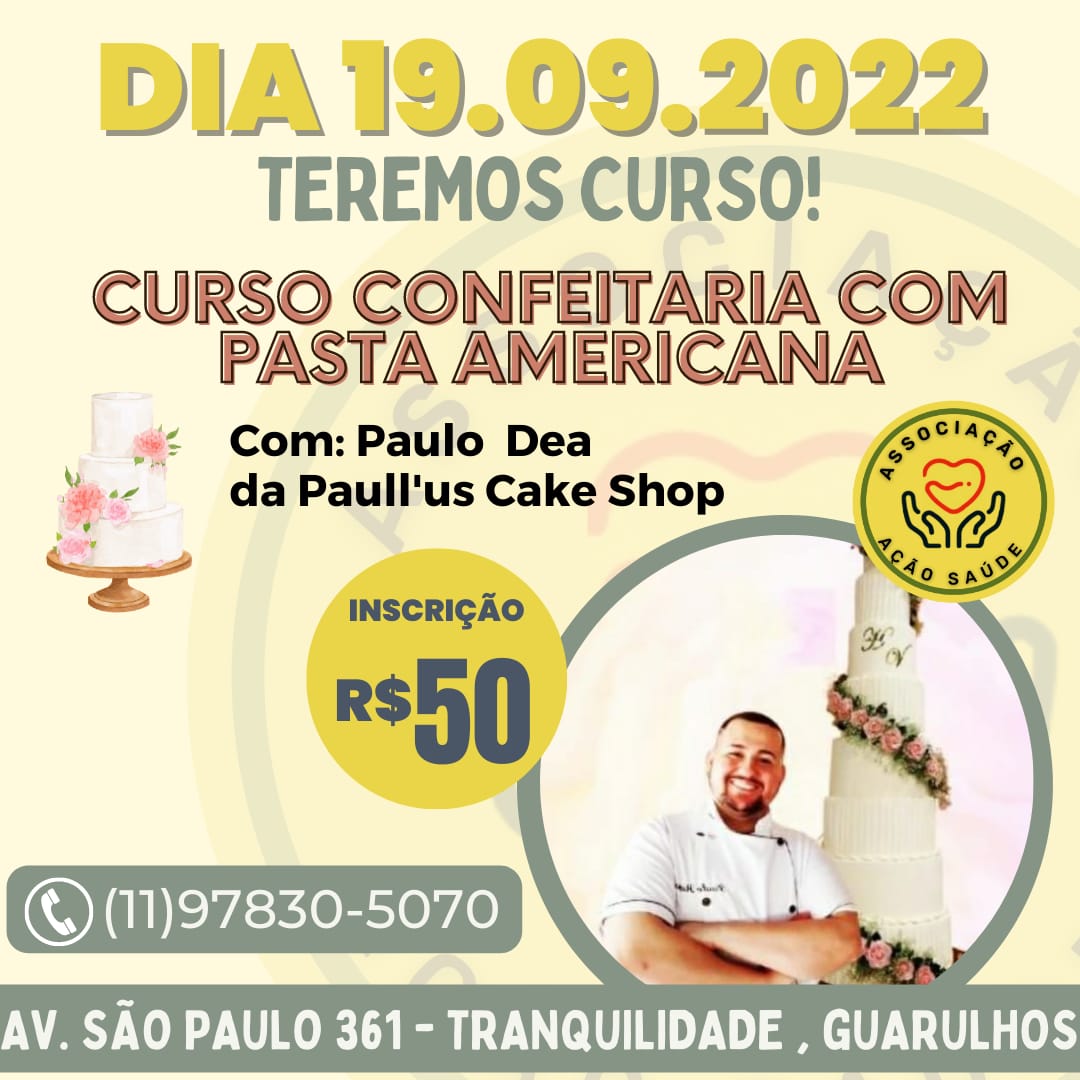 DIA 19.09.2022
TEREMOS CURSO!
CURSO CONFEITARIA COM
PASTA AMERICANA
Com: Paulo Dea
da Paull'us Cake Shop
ASSOCIAÇÃO
AÇÃO SAÚDE
INSCRIÇÃO
R$50
H V
(11)97830-5070
AV. SÃO PAULO 361 - TRANQUILIDADE , GUARULHOS